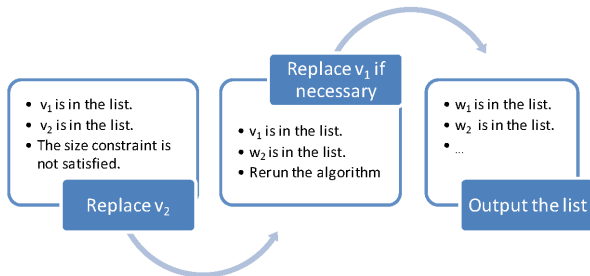 • v₁ is in the list.
• v₂ is in the list.
• The size constraint is
not satisfied.
Replace v₂
Replace v₁ if
necessary
• v₁ is in the list.
• w₂ is in the list.
• Rerun the algorithm
• w₁ is in the list.
• w₂ is in the list.
• ...
Output the list